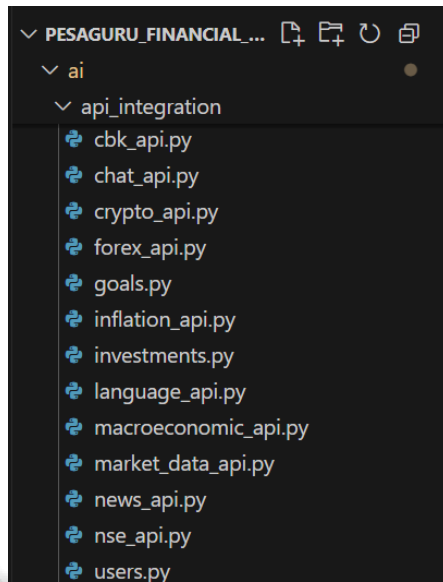 PESAGURU_FINANCIAL_...
ai
api_integration
cbk_api.py
chat_api.py
crypto_api.py
forex_api.py
goals.py
inflation_api.py
investments.py
language_api.py
macroeconomic_api.py
market_data_api.py
news_api.py
nse_api.py
users.py